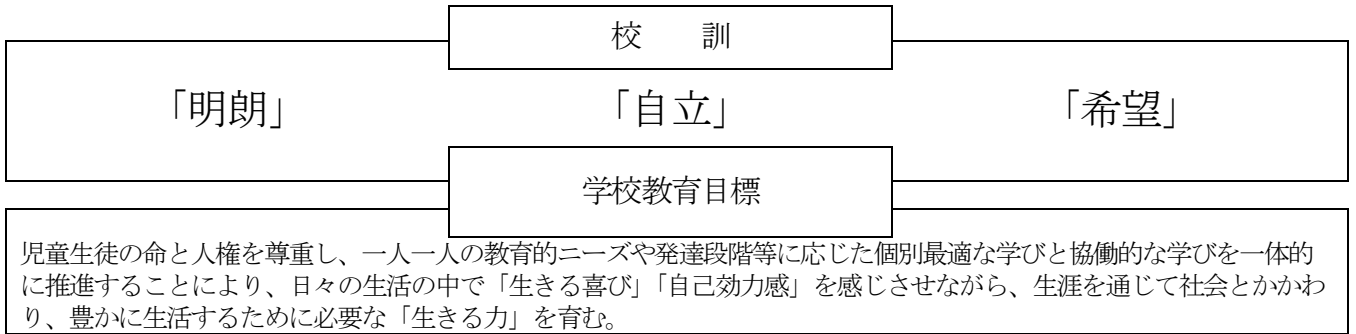 校　訓
「明朗」　「自立」　「希望」
学校教育目標
児童生徒の命と人権を尊重し、一人一人の教育的ニーズや発達段階等に応じた個別最適な学びと協働的な学びを一体的
に推進することにより、日々の生活の中で「生きる喜び」「自己効力感」を感じさせながら、生涯を通じて社会とかかわ
り、豊かに生活するために必要な「生きる力」を育む。